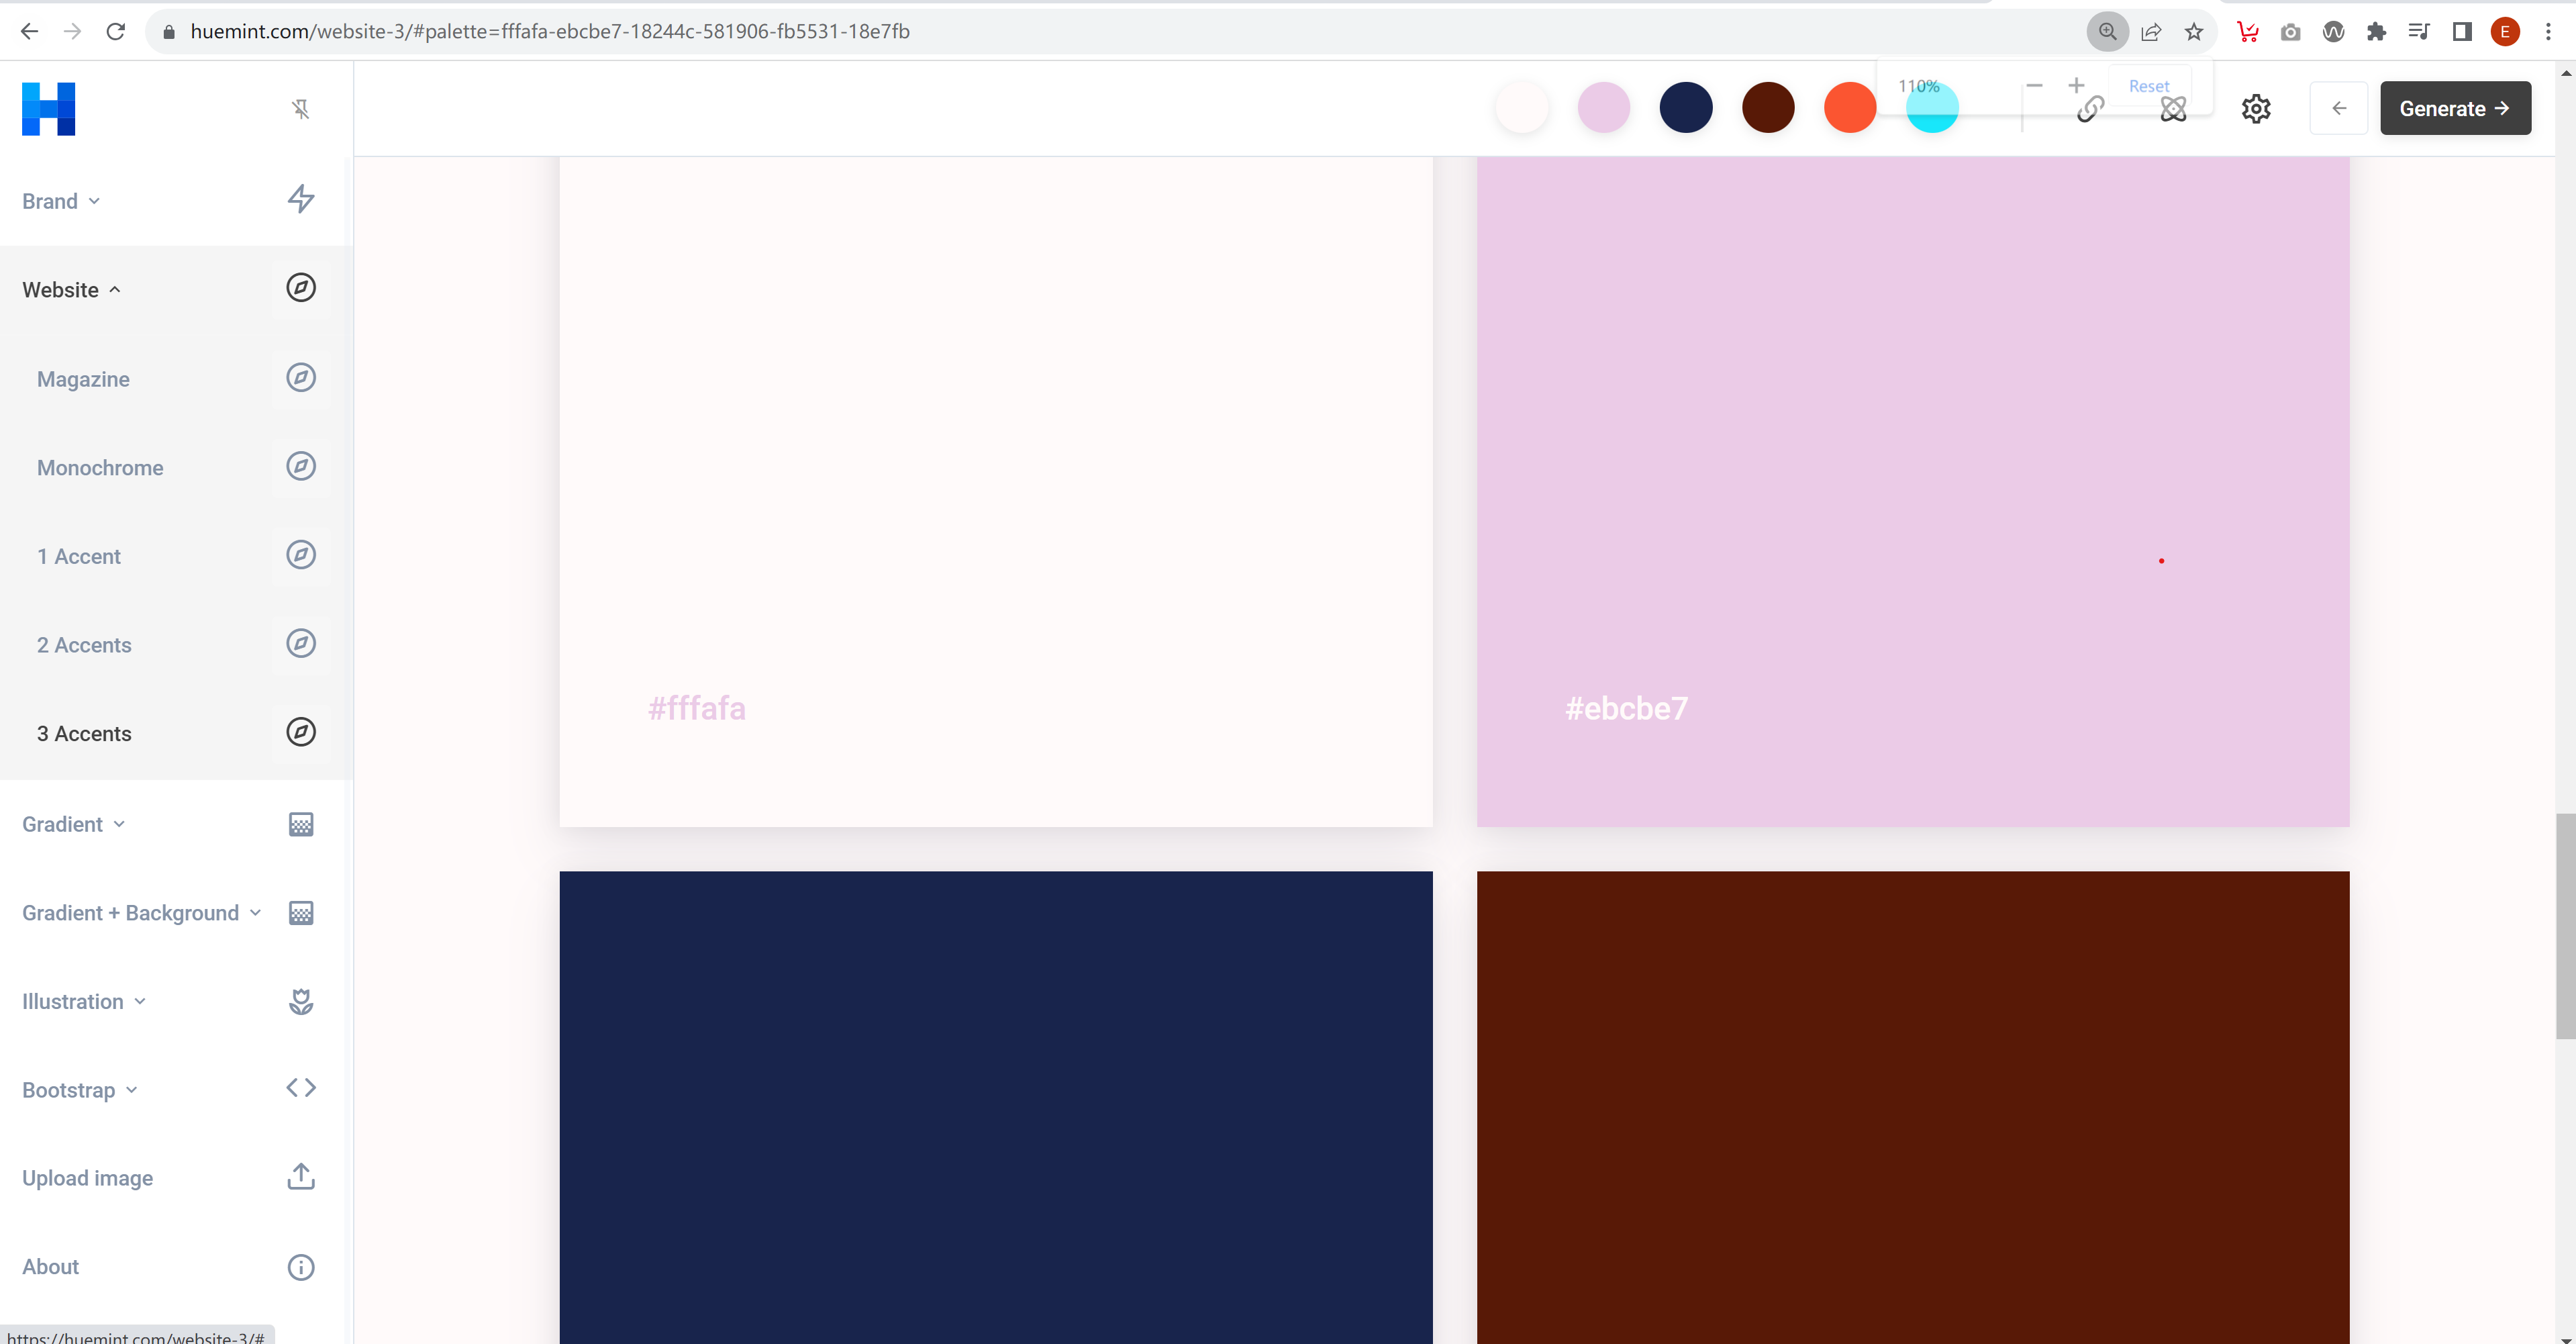 huemint.com/website-3/#palette=fffafa-ebcbe7-18244c-581906-fb5531-18e7fb
E
110%
Reset
Generate
Brand
Website
Magazine
Monochrome
1 Accent
2 Accents
3 Accents
Gradient
Gradient + Background
Illustration
Bootstrap
Upload image
About
#fffafa
#ebcbe7
https://huemint.com/website-3/#